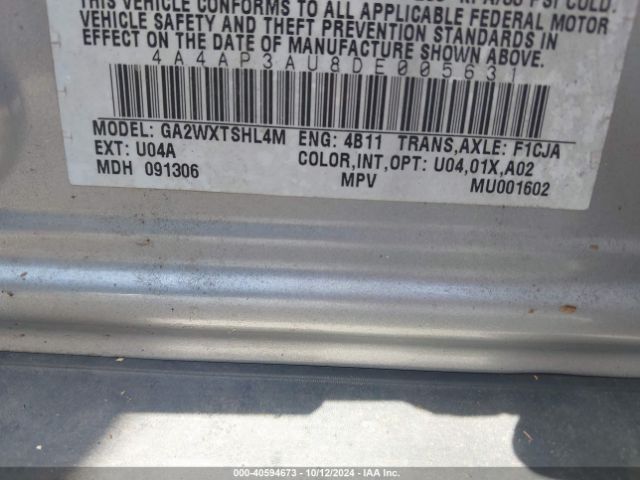 THIS VEHICLE CONFORMS TO ALL APPLICABLE FEDERAL MOTOR
VEHICLE SAFETY AND THEFT PREVENTION STANDARDS IN
EFFECT ON THE DATE OF MANUFACTURE SHOWN ABOVE.
4A4AP3AU8DE005631
MODEL: GA2WXTSHL4M ENG: 4B11 TRANS,AXLE: F1CJA
EXT: U04A COLOR,INT,OPT: U04,01X,A02
MDH 091306 MPV MU001602
000-40594673 - 10/12/2024 - IAA Inc.